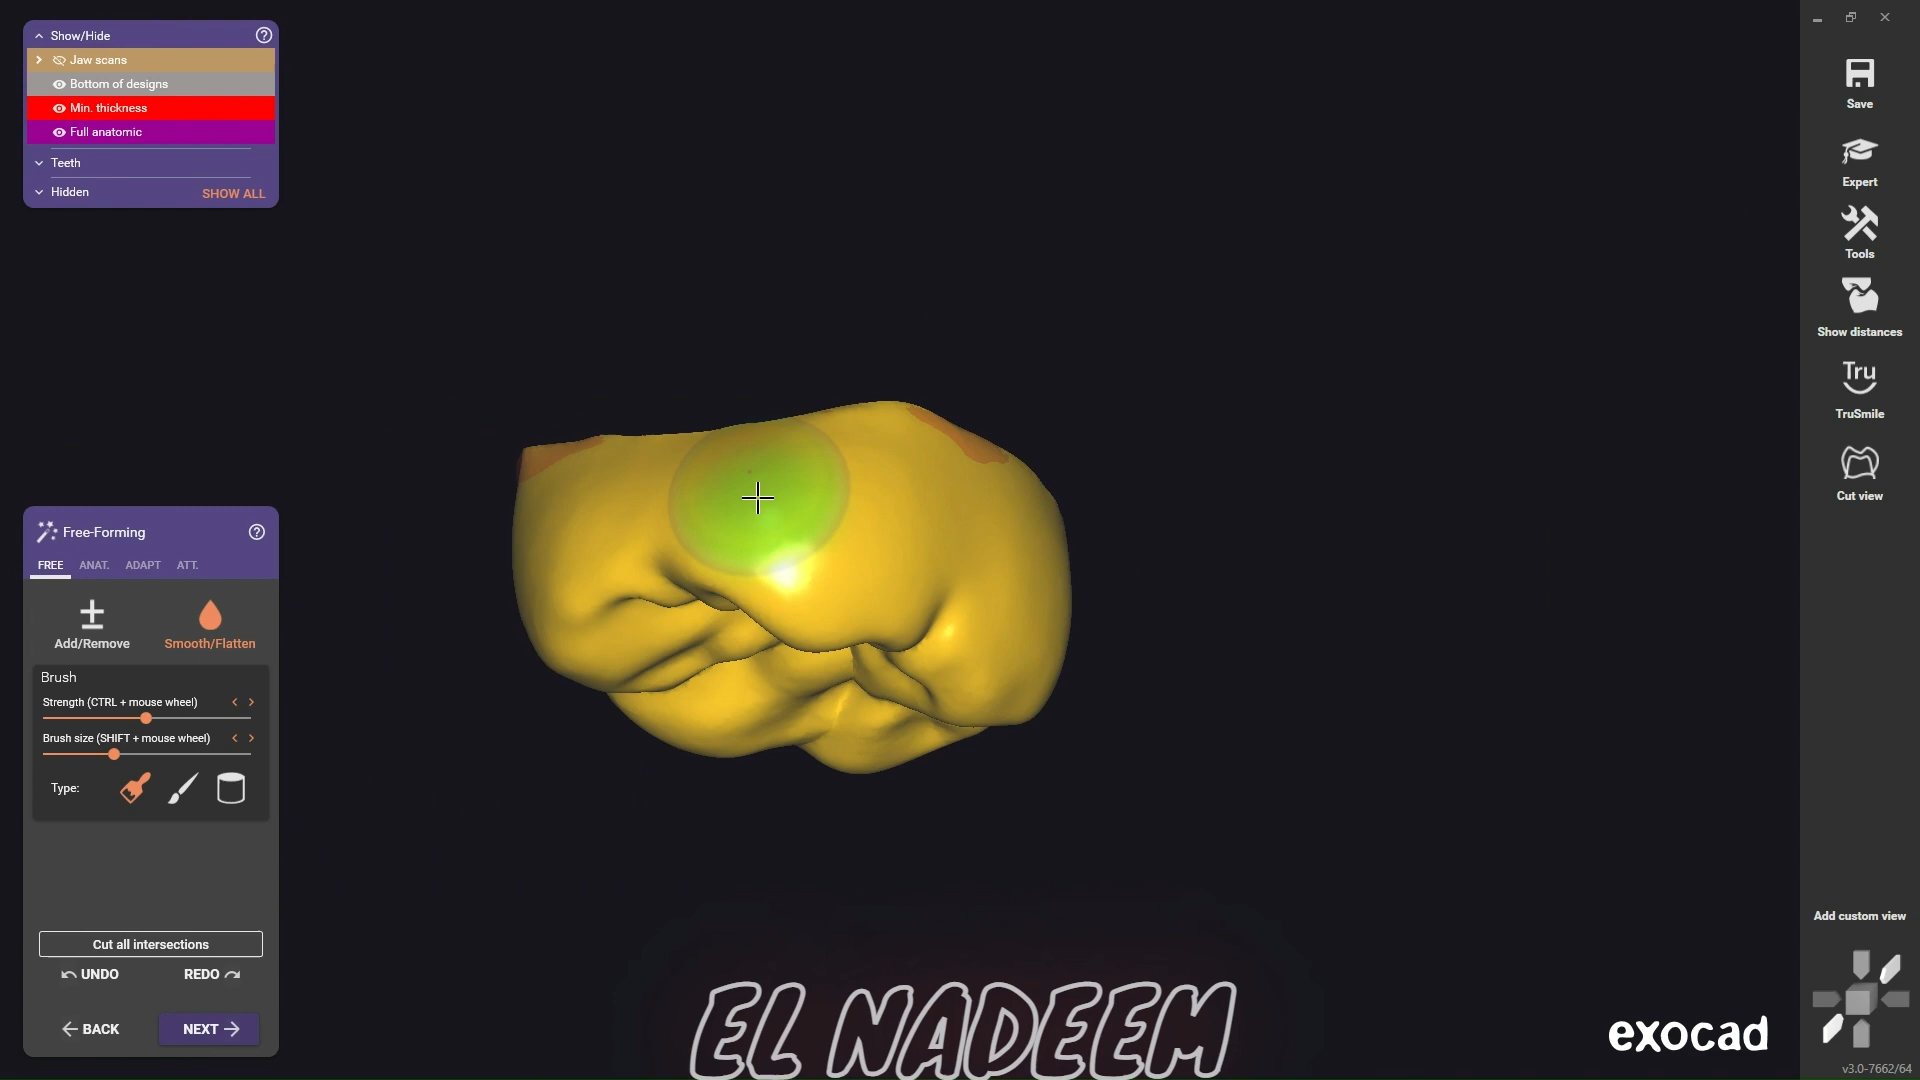 Show/Hide
Jaw scans
Bottom of designs
Min. thickness
Full anatomic
Teeth
Hidden SHOW ALL
Free-Forming
FREE ANAT. ADAPT ATT.
Add/Remove Smooth/Flatten
Brush
Strength (CTRL + mouse wheel)
Brush size (SHIFT + mouse wheel)
Type:
Cut all intersections
UNDO REDO
BACK NEXT
EL NADEEM
Save
Expert
Tools
Show distances
Tru
TruSmile
Cut view
Add custom view
exocad
v3.0-7662/64